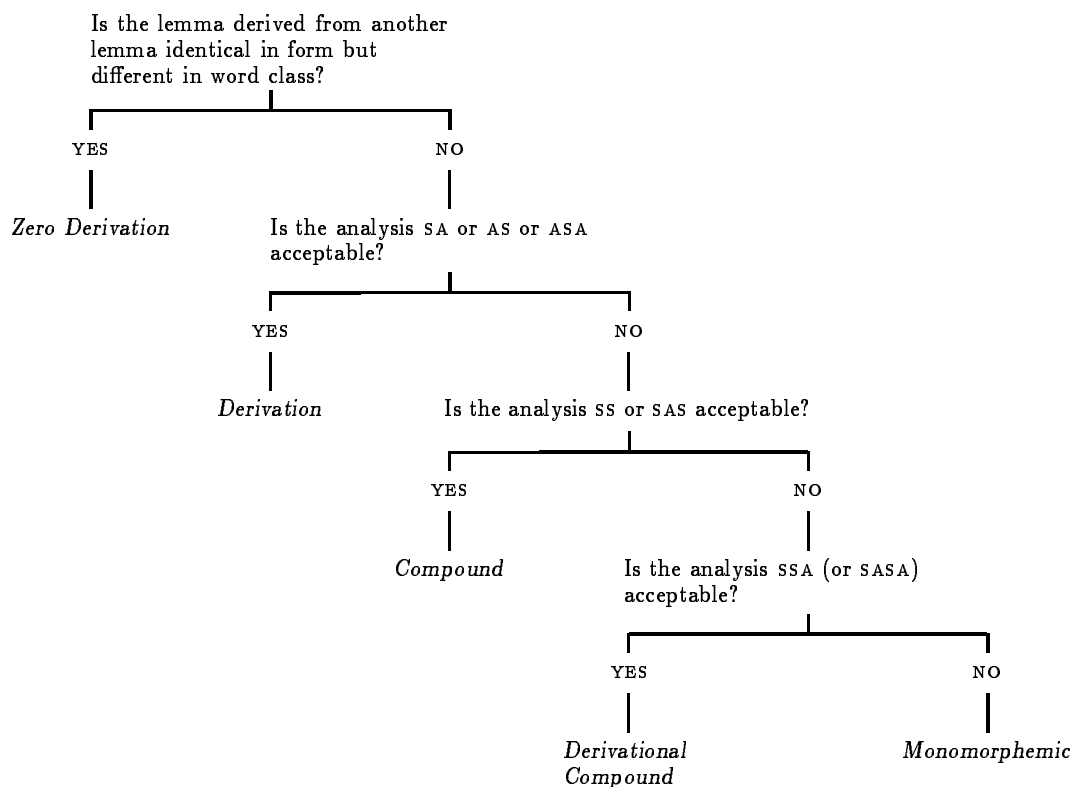 Is the lemma derived from another
lemma identical in form but
different in word class?
YES
NO
Zero Derivation
Is the analysis SA or AS or ASA
acceptable?
YES
NO
Derivation
Is the analysis SS or SAS acceptable?
YES
NO
Compound
Is the analysis SSA (or SASA)
acceptable?
YES
NO
Derivational
Compound
Monomorphemic